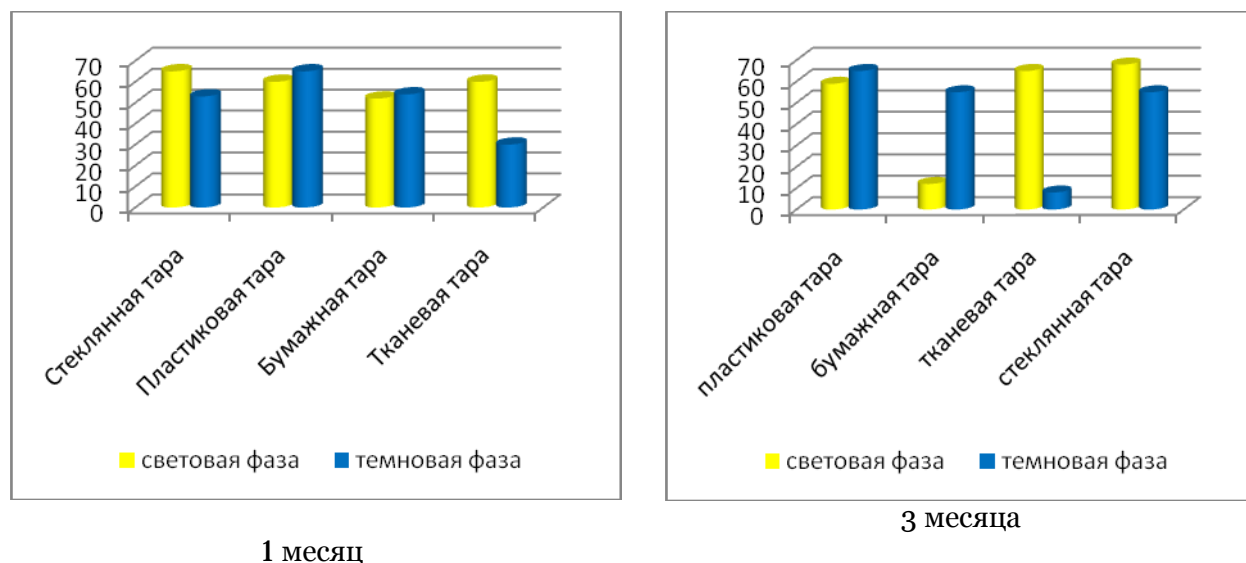 70
60
50
40
30
20
10
0
Стеклянная тара
Пластиковая тара
Бумажная тара
Тканевая тара
световая фаза
темновая фаза
1 месяц
70
60
50
40
30
20
10
0
пластиковая тара
бумажная тара
тканевая тара
стеклянная тара
световая фаза
темновая фаза
3 месяца